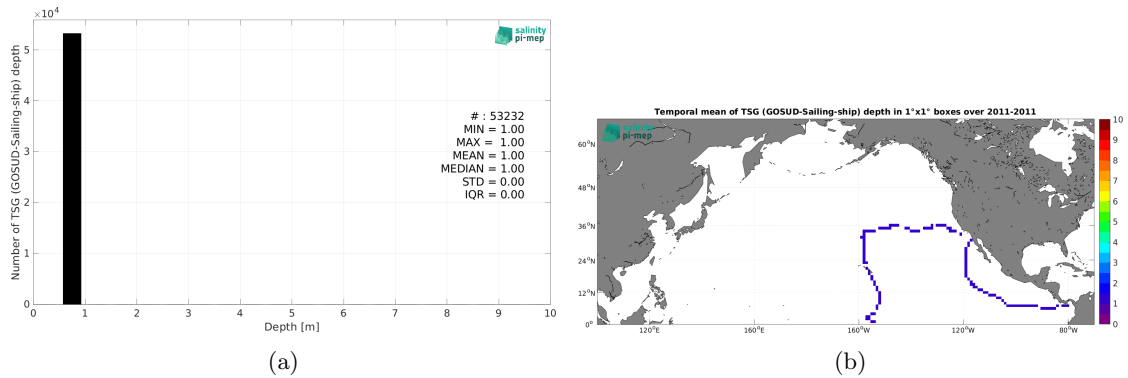 ×10⁴
salinity
pi-mep
Number of TSG (GOSUD-Sailing-ship) depth
5
4
3
2
1
0
# : 53232
MIN = 1.00
MAX = 1.00
MEAN = 1.00
MEDIAN = 1.00
STD = 0.00
IQR = 0.00
0 1 2 3 4 5 6 7 8 9 10
Depth [m]
(a)
Temporal mean of TSG (GOSUD-Sailing-ship) depth in 1°x1° boxes over 2011-2011
salinity
pi-mep
60°N
48°N
36°N
24°N
12°N
0°
120°E 160°E 160°W 120°W 80°W
10
9
8
7
6
5
4
3
2
1
0
(b)